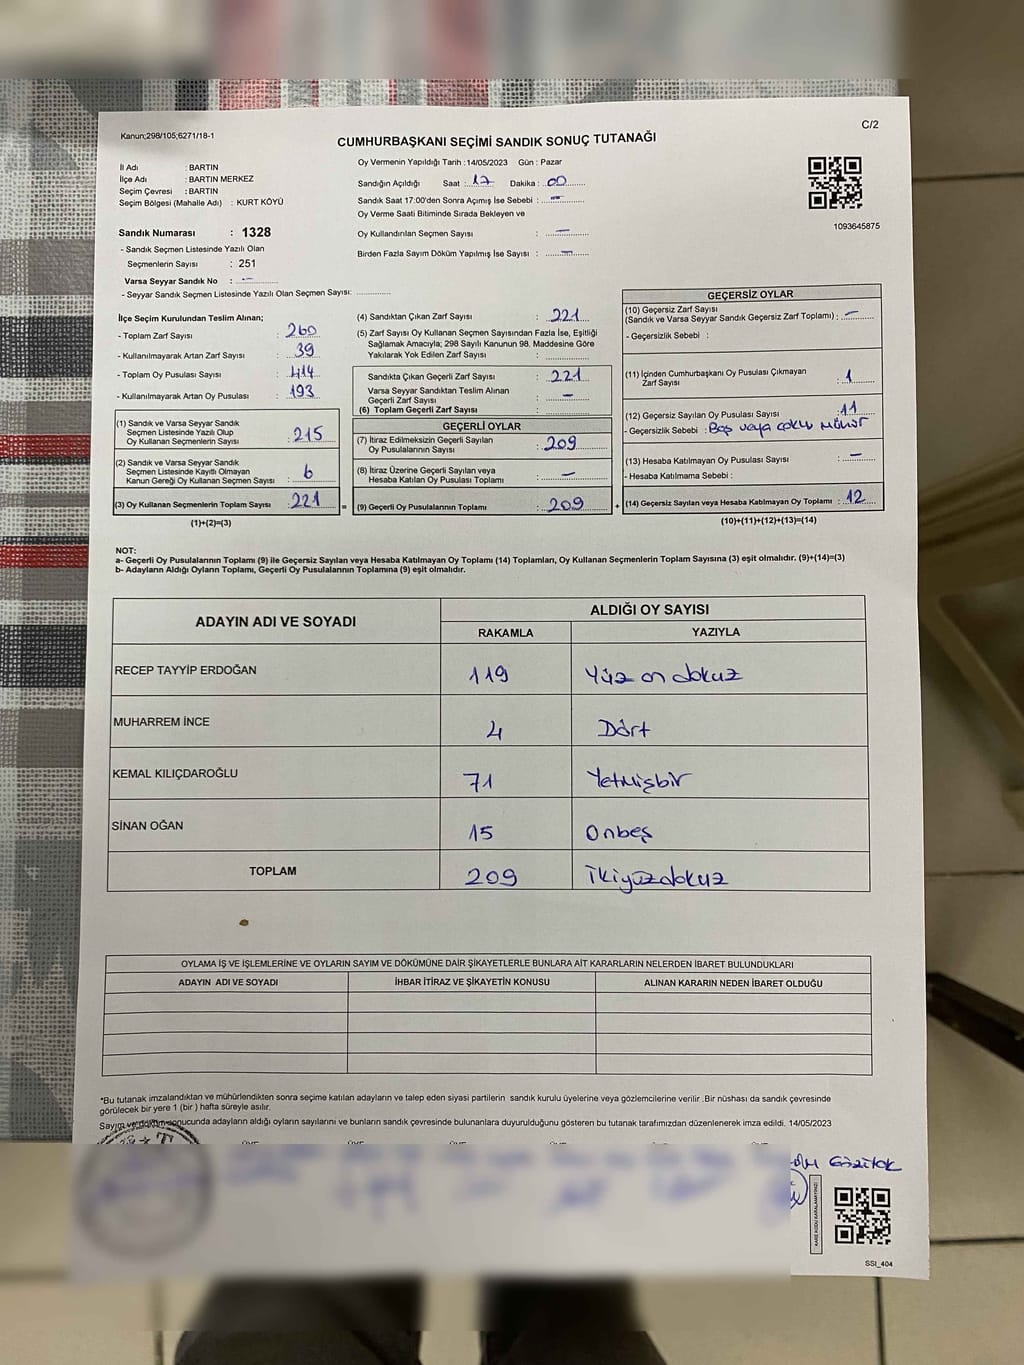 Kanun;298/105,6271/18-1
C/2
CUMHURBAŞKANI SEÇİMİ SANDIK SONUÇ TUTANAĞI
İl Adı : BARTIN
İlçe Adı : BARTIN MERKEZ
Seçim Çevresi : BARTIN
Seçim Bölgesi (Mahalle Adı) : KURT KÖYÜ
Sandık Numarası : 1328
- Sandık Seçmen Listesinde Yazılı Olan
Seçmenlerin Sayısı : 251
Varsa Seyyar Sandık No : -
- Seyyar Sandık Seçmen Listesinde Yazılı Olan Seçmen Sayısı: ............
Oy Vermenin Yapıldığı Tarih :14/05/2023 Gün : Pazar
Sandığın Açıldığı Saat : 17 Dakika : 00
Sandık Saat 17:00'den Sonra Açımış İse Sebebi : -
Oy Verme Saati Bitiminde Sırada Bekleyen ve
Oy Kullandırılan Seçmen Sayısı : -
Birden Fazla Sayım Döküm Yapılmış İse Sayısı : -
1093645875
İlçe Seçim Kurulundan Teslim Alınan;
- Toplam Zarf Sayısı : 260
- Kullanılmayarak Artan Zarf Sayısı : 39
- Toplam Oy Pusulası Sayısı : 414
- Kullanılmayarak Artan Oy Pusulası : 193
(1) Sandık ve Varsa Seyyar Sandık
Seçmen Listesinde Yazılı Olup
Oy Kullanan Seçmenlerin Sayısı : 215
(2) Sandık ve Varsa Seyyar Sandık
Seçmen Listesinde Kayıtlı Olmayan
Kanun Gereği Oy Kullanan Seçmen Sayısı : 6
(3) Oy Kullanan Seçmenlerin Toplam Sayısı : 221
(1)+(2)=(3)
(4) Sandıktan Çıkan Zarf Sayısı : 221
(5) Zarf Sayısı Oy Kullanan Seçmen Sayısından Fazla İse, Eşitliği
Sağlamak Amacıyla; 298 Sayılı Kanunun 98. Maddesine Göre
Yakılarak Yok Edilen Zarf Sayısı : ............
Sandıkta Çıkan Geçerli Zarf Sayısı : 221
Varsa Seyyar Sandıktan Teslim Alınan
Geçerli Zarf Sayısı : -
(6) Toplam Geçerli Zarf Sayısı : ............
GEÇERLİ OYLAR
(7) İtiraz Edilmeksizin Geçerli Sayılan
Oy Pusulalarının Sayısı : 209
(8) İtiraz Üzerine Geçerli Sayılan veya
Hesaba Katılan Oy Pusulası Toplamı : -
= (9) Geçerli Oy Pusulalarının Toplamı : 209 +
GEÇERSİZ OYLAR
(10) Geçersiz Zarf Sayısı
(Sandık ve Varsa Seyyar Sandık Geçersiz Zarf Toplamı) : -
- Geçersizlik Sebebi :
(11) İçinden Cumhurbaşkanı Oy Pusulası Çıkmayan
Zarf Sayısı : 1
(12) Geçersiz Sayılan Oy Pusulası Sayısı : 11
- Geçersizlik Sebebi : Boş veya çoklu Mühür
(13) Hesaba Katılmayan Oy Pusulası Sayısı : -
- Hesaba Katılmama Sebebi :
(14) Geçersiz Sayılan veya Hesaba Katılmayan Oy Toplamı : 12
(10)+(11)+(12)+(13)=(14)
NOT:
a- Geçerli Oy Pusulalarının Toplamı (9) ile Geçersiz Sayılan veya Hesaba Katılmayan Oy Toplamı (14) Toplamları, Oy Kullanan Seçmenlerin Toplam Sayısına (3) eşit olmalıdır. (9)+(14)=(3)
b- Adayların Aldığı Oyların Toplamı, Geçerli Oy Pusulalarının Toplamına (9) eşit olmalıdır.
ADAYIN ADI VE SOYADI ALDIĞI OY SAYISI
RAKAMLA YAZIYLA
RECEP TAYYİP ERDOĞAN 119 Yüz on dokuz
MUHARREM İNCE 4 Dört
KEMAL KILIÇDAROĞLU 71 Yetmişbir
SİNAN OĞAN 15 Onbeş
TOPLAM 209 İkiyüzdokuz
OYLAMA İŞ VE İŞLEMLERİNE VE OYLARIN SAYIM VE DÖKÜMÜNE DAİR ŞİKAYETLERLE BUNLARA AİT KARARLARIN NELERDEN İBARET BULUNDUKLARI
ADAYIN ADI VE SOYADI İHBAR İTİRAZ VE ŞİKAYETİN KONUSU ALINAN KARARIN NEDEN İBARET OLDUĞU
*Bu tutanak imzalandıktan ve mühürlendikten sonra seçime katılan adayların ve talep eden siyasi partilerin sandık kurulu üyelerine veya gözlemcilerine verilir .Bir nüshası da sandık çevresinde
görülecek bir yere 1 (bir ) hafta süreyle asılır.
Sayım ve döküm sonucunda adayların aldığı oyların sayılarını ve bunların sandık çevresinde bulunanlara duyurulduğunu gösteren bu tutanak tarafımızdan düzenlenerek imza edildi. 14/05/2023
SSI_404